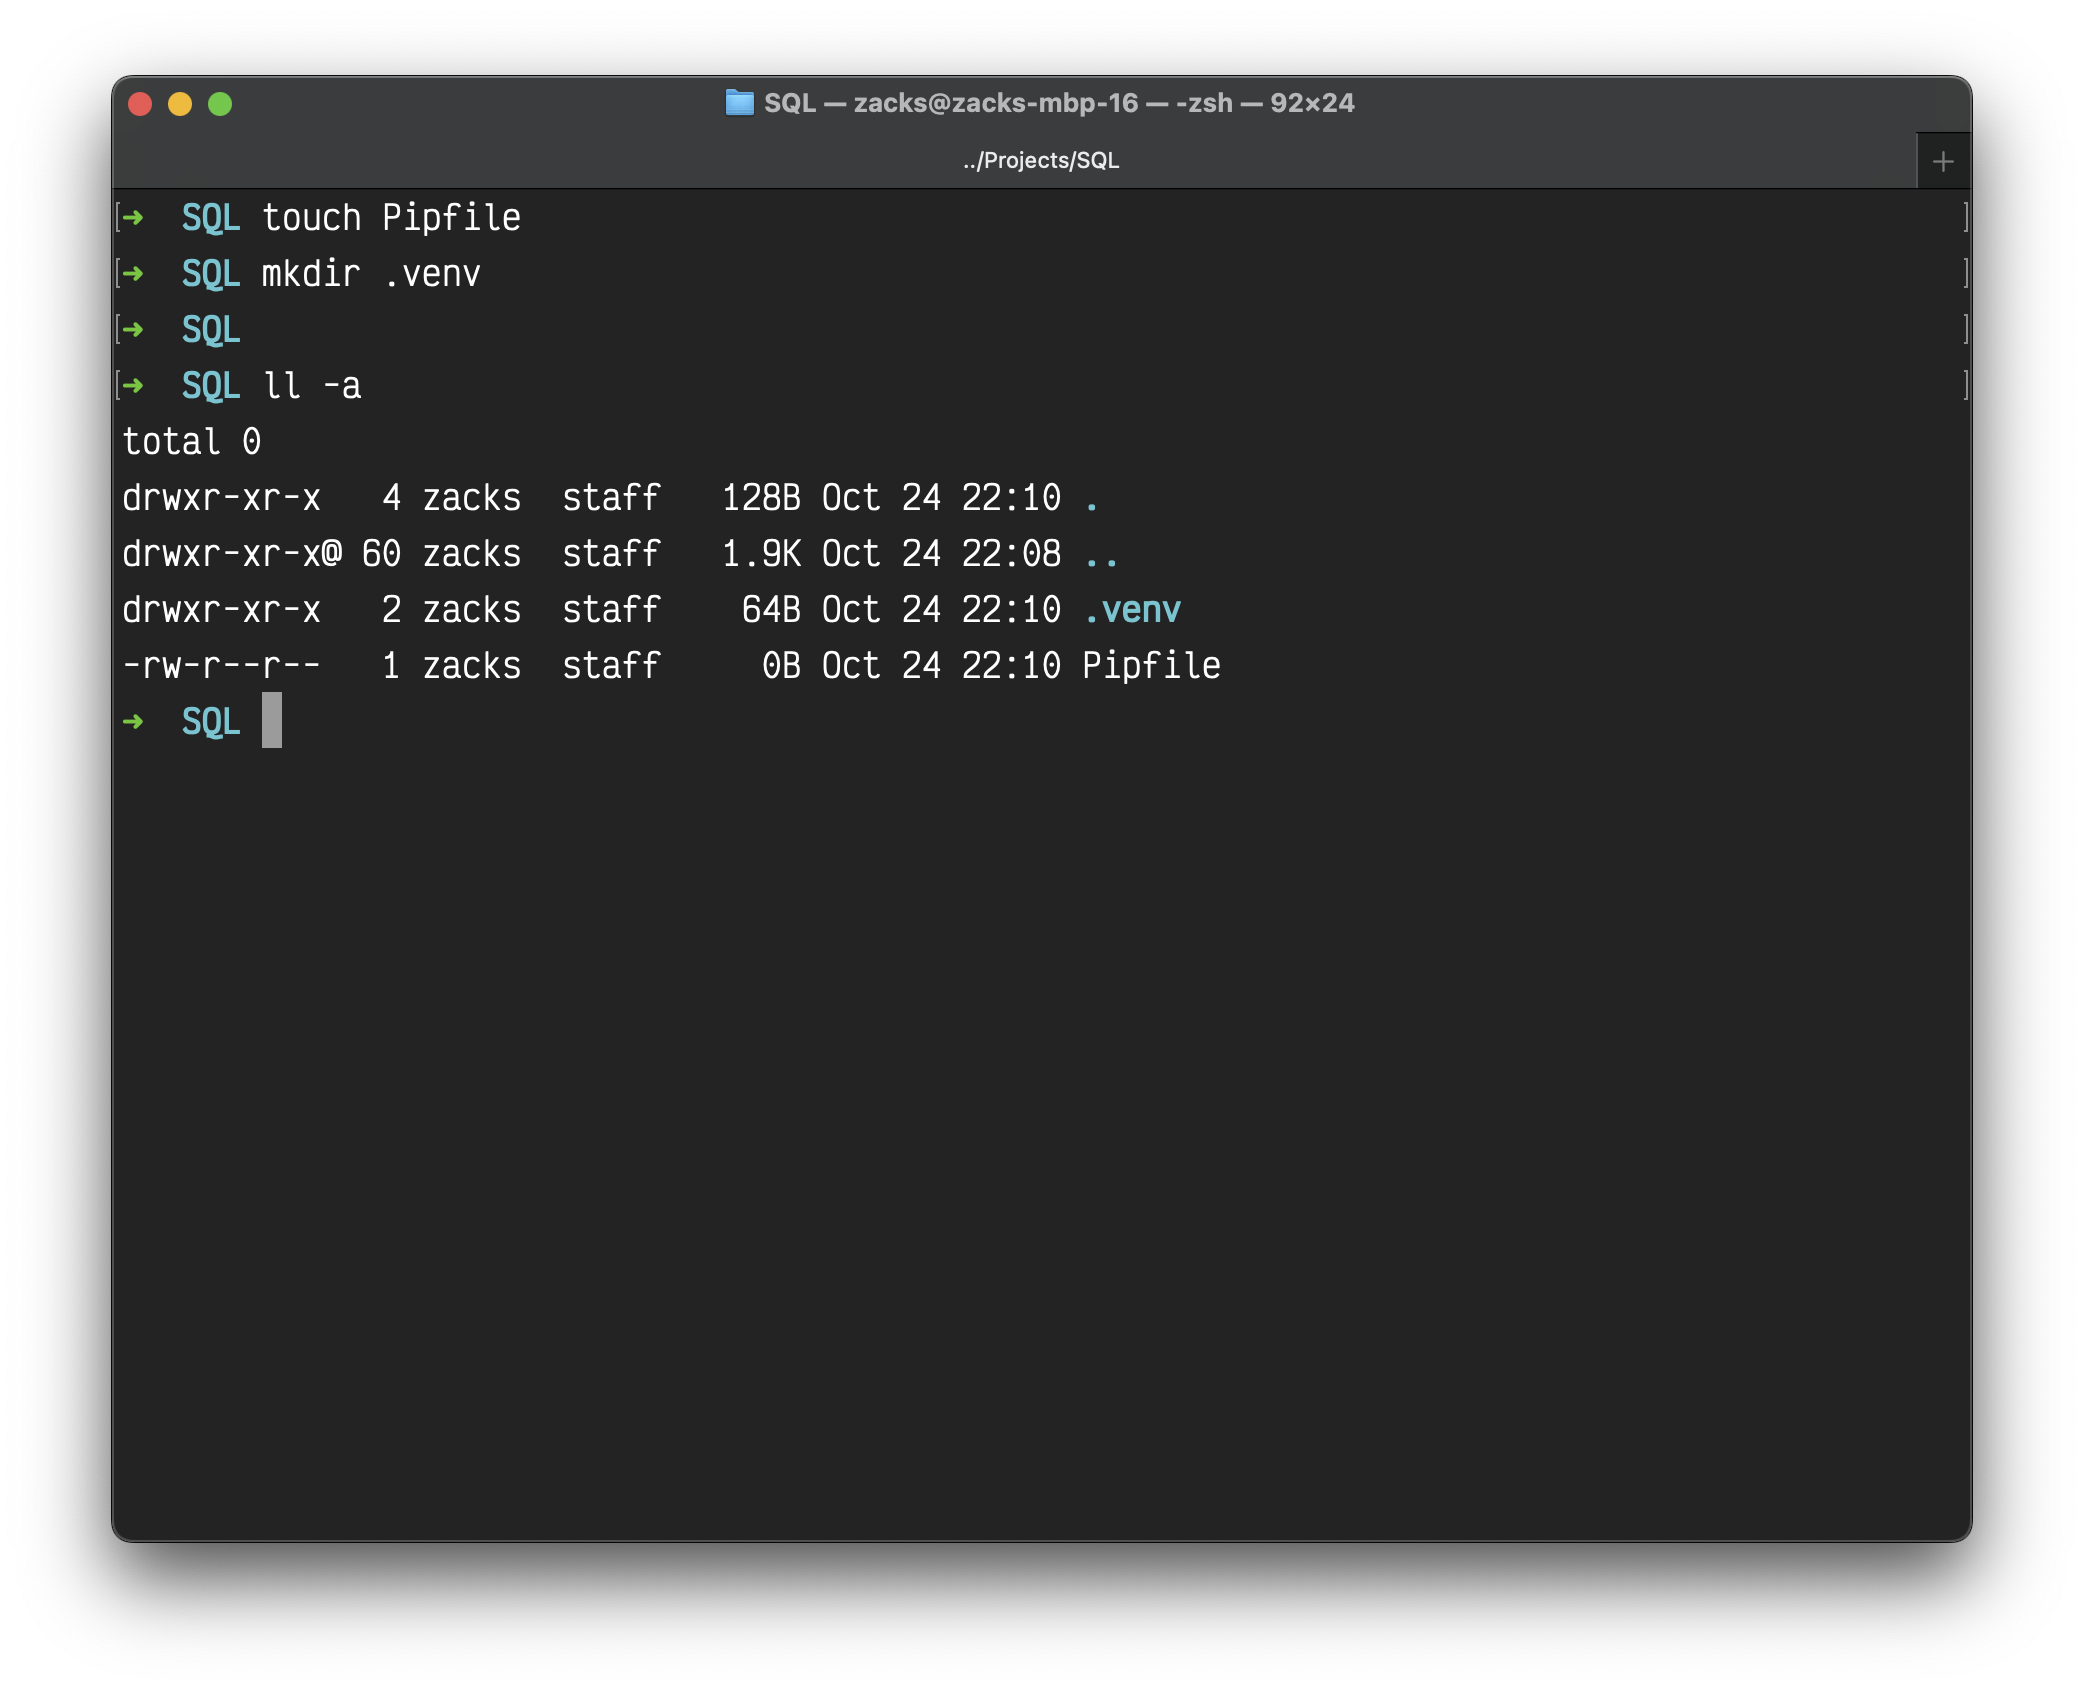 SQL — zacks@zacks-mbp-16 — -zsh — 92×24
../Projects/SQL
+
[➜  SQL touch Pipfile ]
[➜  SQL mkdir .venv ]
[➜  SQL ]
[➜  SQL ll -a ]
total 0
drwxr-xr-x   4 zacks  staff   128B Oct 24 22:10 .
drwxr-xr-x@ 60 zacks  staff   1.9K Oct 24 22:08 ..
drwxr-xr-x   2 zacks  staff    64B Oct 24 22:10 .venv
-rw-r--r--   1 zacks  staff     0B Oct 24 22:10 Pipfile
➜  SQL